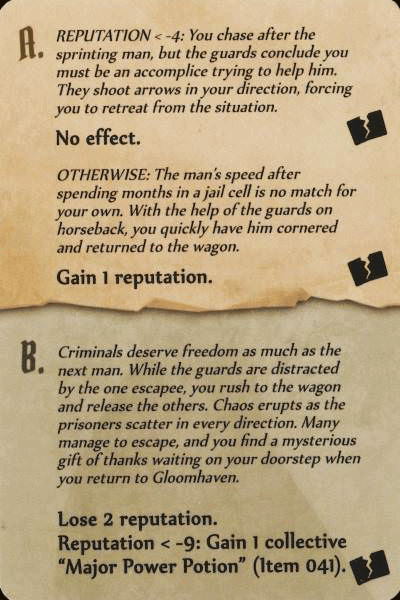 A. REPUTATION < -4: You chase after the
sprinting man, but the guards conclude you
must be an accomplice trying to help him.
They shoot arrows in your direction, forcing
you to retreat from the situation.
No effect.
OTHERWISE: The man's speed after
spending months in a jail cell is no match for
your own. With the help of the guards on
horseback, you quickly have him cornered
and returned to the wagon.
Gain 1 reputation.
B. Criminals deserve freedom as much as the
next man. While the guards are distracted
by the one escapee, you rush to the wagon
and release the others. Chaos erupts as the
prisoners scatter in every direction. Many
manage to escape, and you find a mysterious
gift of thanks waiting on your doorstep when
you return to Gloomhaven.
Lose 2 reputation.
Reputation < -9: Gain 1 collective
“Major Power Potion” (Item 041).